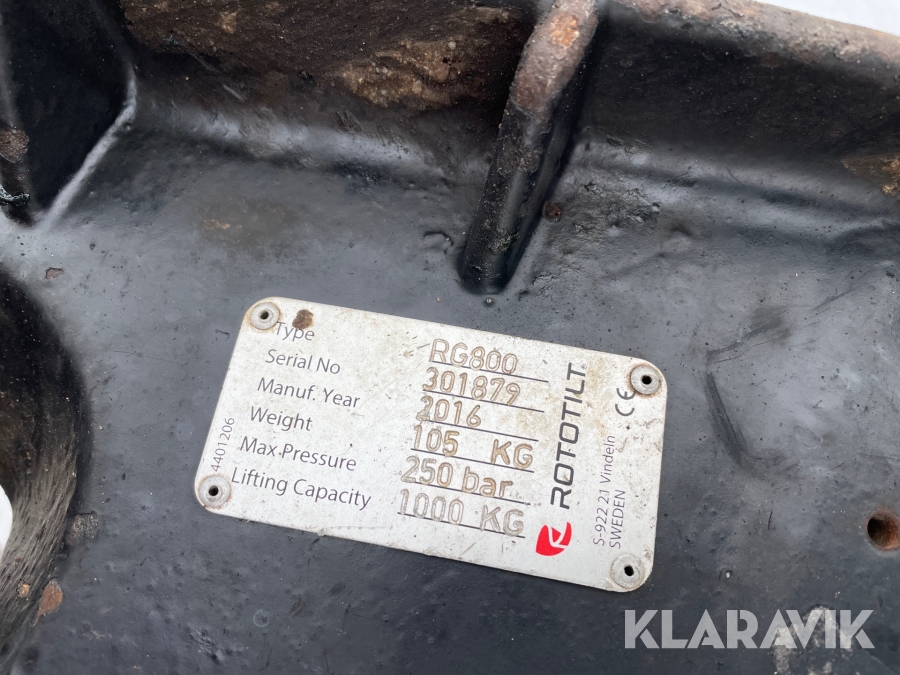 Type RG800
Serial No 301879
Manuf. Year 2016
Weight 105 KG
Max Pressure 250 bar
Lifting Capacity 1000 KG
4401206
ROTOTILT
CE
S-922 21 Vindeln
SWEDEN
KLARAVIK